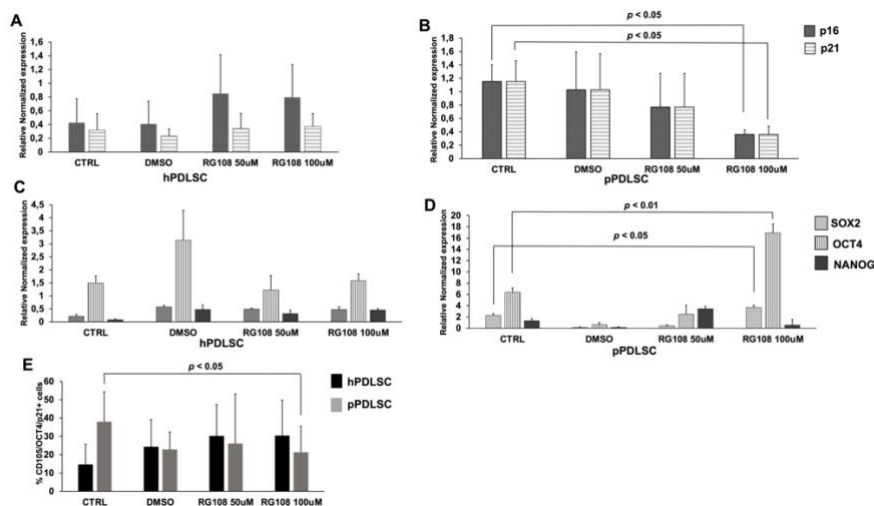 A
Relative Normalized expression
1,6
1,4
1,2
1
0,8
0,6
0,4
0,2
0
CTRL DMSO RG108 50uM RG108 100uM
hPDLSC
B
p < 0.05
p < 0.05
p16
p21
Relative Normalized expression
1,8
1,6
1,4
1,2
1
0,8
0,6
0,4
0,2
0
CTRL DMSO RG108 50uM RG108 100uM
pPDLSC
C
Relative Normalized expression
4,5
4
3,5
3
2,5
2
1,5
1
0,5
0
CTRL DMSO RG108 50uM RG108 100uM
hPDLSC
D
p < 0.01
p < 0.05
SOX2
OCT4
NANOG
Relative Normalized expression
20
18
16
14
12
10
8
6
4
2
0
CTRL DMSO RG108 50uM RG108 100uM
pPDLSC
E
p < 0.05
hPDLSC
pPDLSC
% CD105/OCT4/p21+ cells
60
50
40
30
20
10
0
CTRL DMSO RG108 50uM RG108 100uM